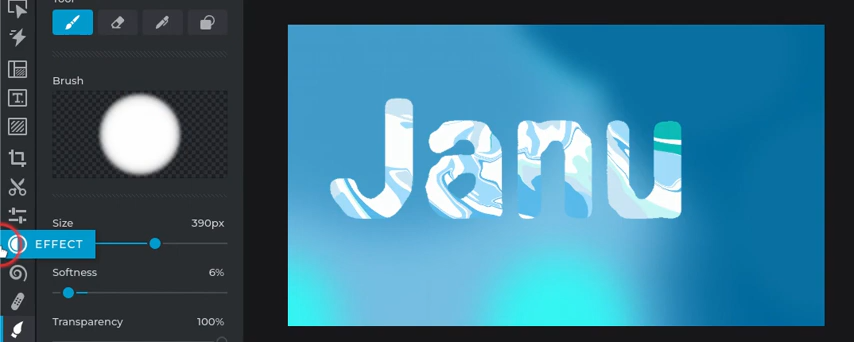 Tool
Brush
Size 390px
EFFECT
Softness 6%
Transparency 100%
Janu